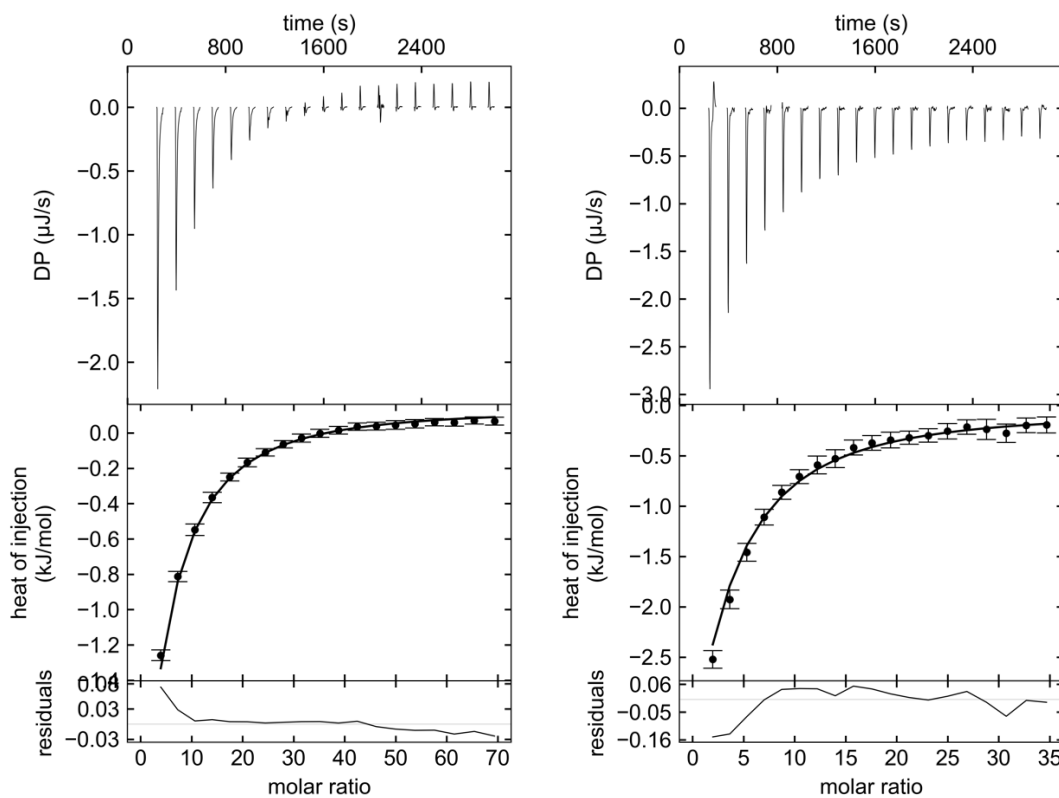 time (s)
0 800 1600 2400
0.0
−0.5
−1.0
−1.5
−2.0
DP (μJ/s)
0.0
−0.2
−0.4
−0.6
−0.8
−1.0
−1.2
−1.4
heat of injection
(kJ/mol)
0.08
0.03
−0.03
residuals
0 10 20 30 40 50 60 70
molar ratio
time (s)
0 800 1600 2400
0.0
−0.5
−1.0
−1.5
−2.0
−2.5
−3.0
DP (μJ/s)
0.0
−0.5
−1.0
−1.5
−2.0
−2.5
heat of injection
(kJ/mol)
0.06
−0.05
−0.16
residuals
0 5 10 15 20 25 30 35
molar ratio